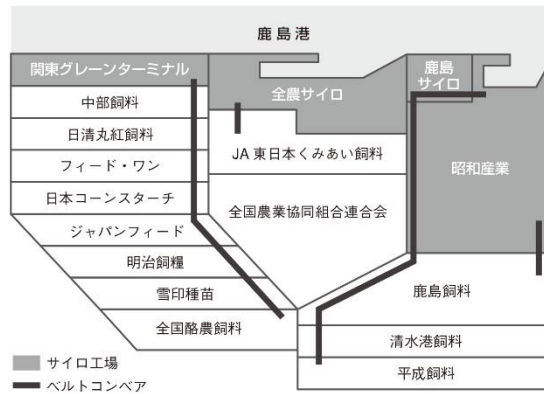 鹿島港
関東グレーンターミナル
中部飼料
日清丸紅飼料
フィード・ワン
日本コーンスターチ
ジャパンフィード
明治飼糧
雪印種苗
全国酪農飼料
全農サイロ
JA東日本くみあい飼料
全国農業協同組合連合会
鹿島
サイロ
昭和産業
鹿島飼料
清水港飼料
平成飼料
サイロ工場
ベルトコンベア